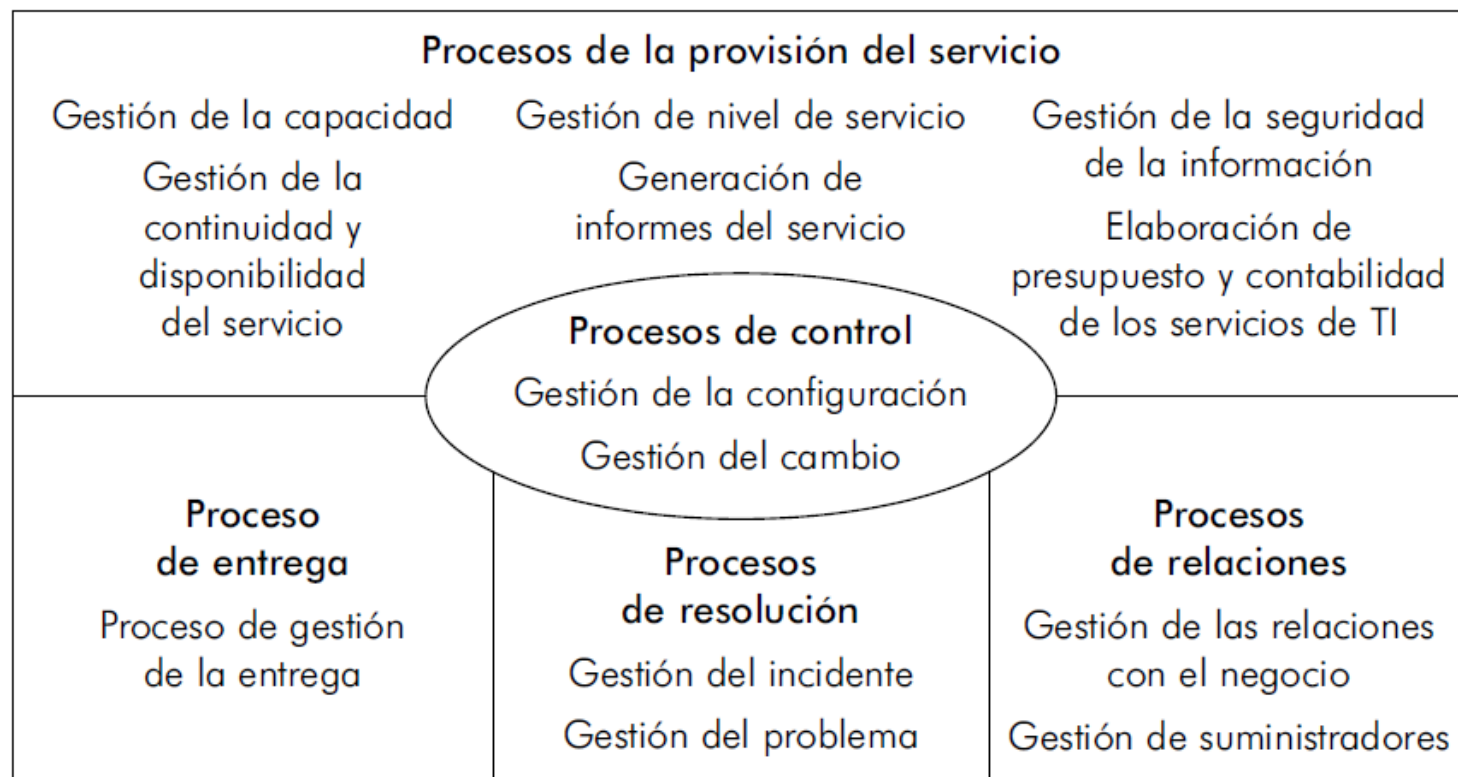 Procesos de la provisión del servicio
Gestión de la capacidad
Gestión de la
continuidad y
disponibilidad
del servicio
Gestión de nivel de servicio
Generación de
informes del servicio
Gestión de la seguridad
de la información
Elaboración de
presupuesto y contabilidad
de los servicios de TI
Procesos de control
Gestión de la configuración
Gestión del cambio
Proceso
de entrega
Proceso de gestión
de la entrega
Procesos
de resolución
Gestión del incidente
Gestión del problema
Procesos
de relaciones
Gestión de las relaciones
con el negocio
Gestión de suministradores